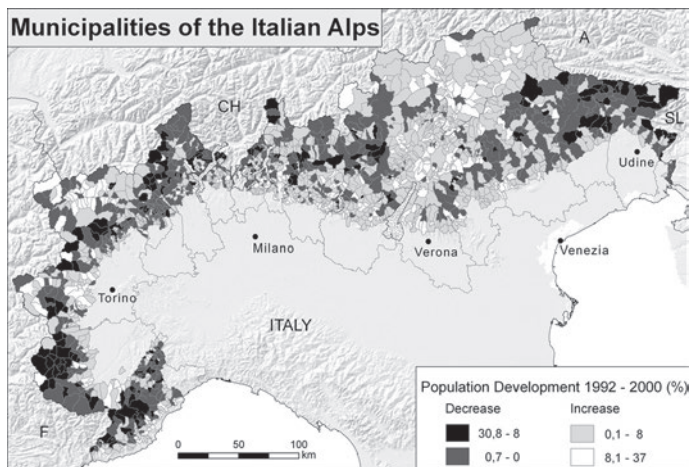 Municipalities of the Italian Alps
A
CH
SL
Udine
Milano
Verona
Venezia
Torino
ITALY
F
Population Development 1992 - 2000 (%)
Decrease Increase
30,8 - 8 0,1 - 8
0,7 - 0 8,1 - 37
0 50 100
km